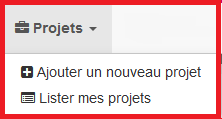 Projets
Ajouter un nouveau projet
Lister mes projets